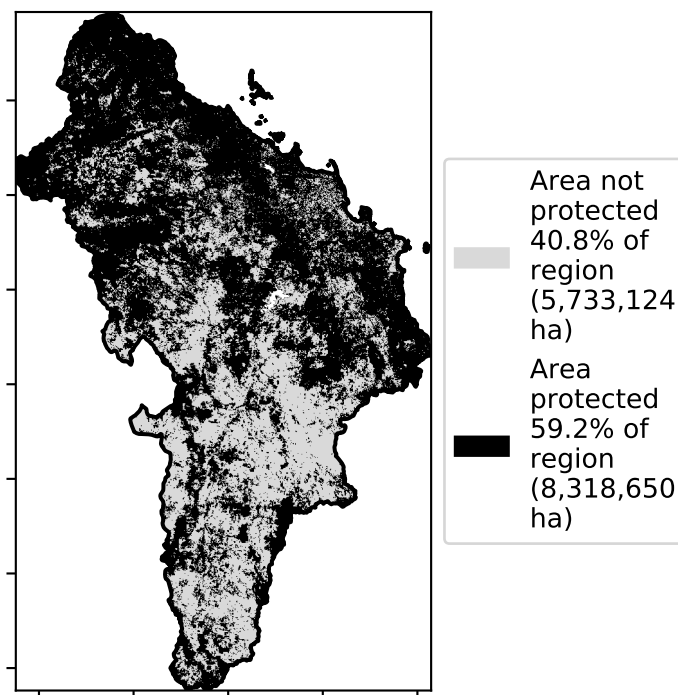 Area not
protected
40.8% of
region
(5,733,124
ha)
Area
protected
59.2% of
region
(8,318,650
ha)